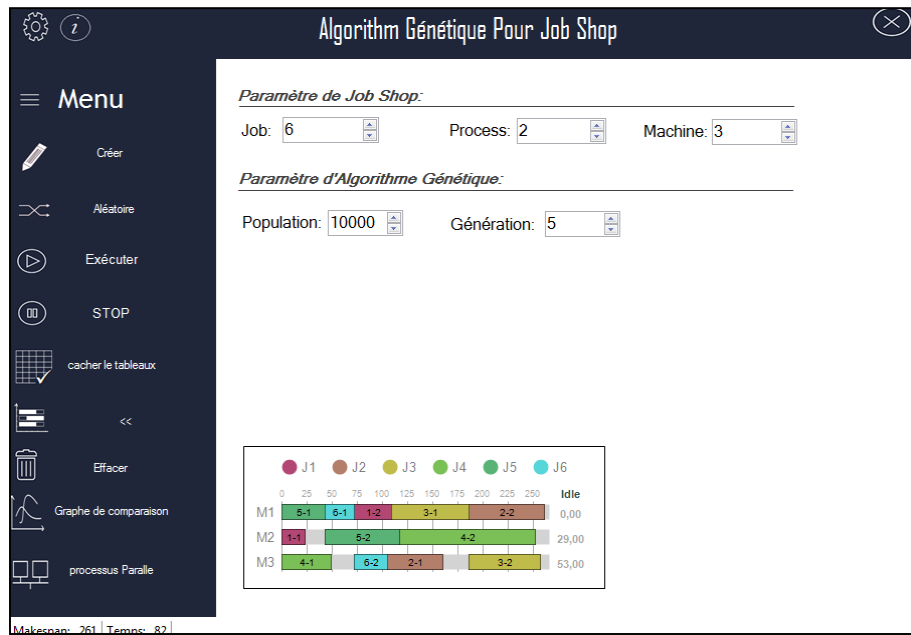 Algorithm Génétique Pour Job Shop
Menu
Créer
Aléatoire
Exécuter
STOP
cacher le tableaux
<<
Effacer
Graphe de comparaison
processus Paralle
Paramètre de Job Shop:
Job: 6 Process: 2 Machine: 3
Paramètre d'Algorithme Génétique:
Population: 10000 Génération: 5
J1 J2 J3 J4 J5 J6
0 25 50 75 100 125 150 175 200 225 250 Idle
M1 5-1 6-1 1-2 3-1 2-2 0,00
M2 1-1 5-2 4-2 29,00
M3 4-1 6-2 2-1 3-2 53,00
Makespan: 261 Temps: 82